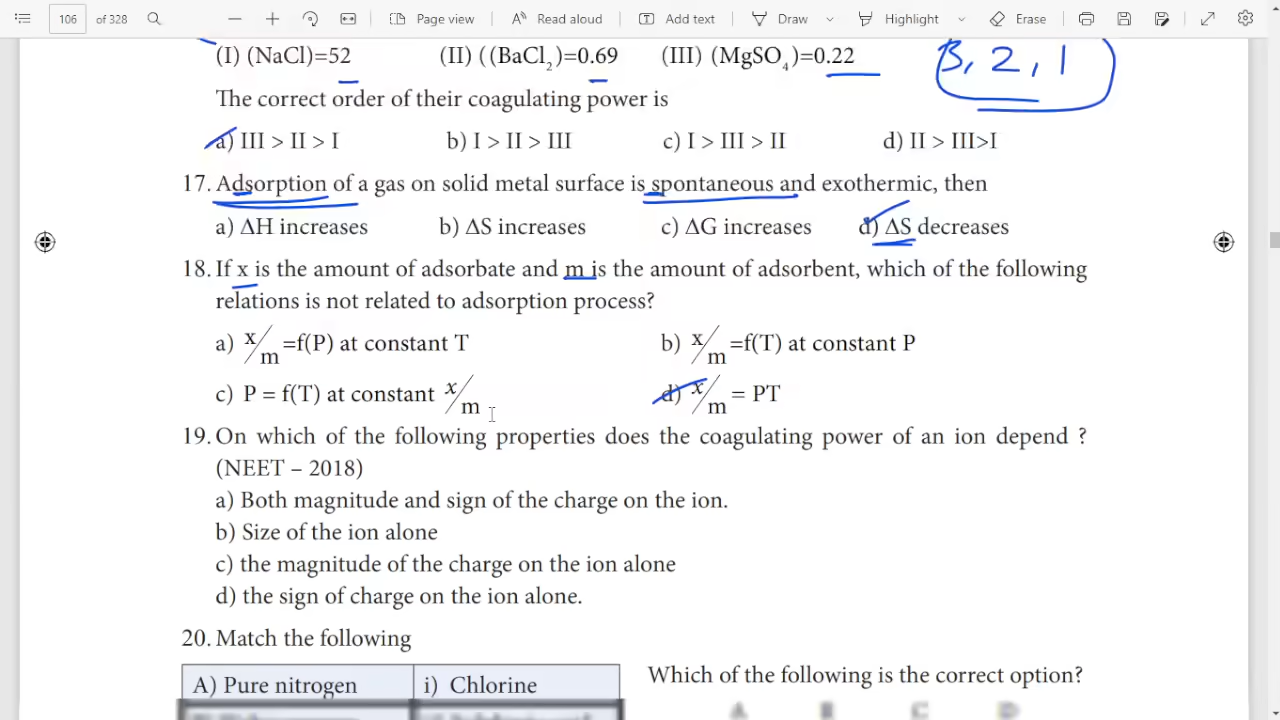 106 of 328 Page view Read aloud Add text Draw Highlight Erase
(I) (NaCl)=52 (II) ((BaCl₂)=0.69 (III) (MgSO₄)=0.22 3, 2, 1
The correct order of their coagulating power is
a) III > II > I b) I > II > III c) I > III > II d) II > III>I
17. Adsorption of a gas on solid metal surface is spontaneous and exothermic, then
a) ΔH increases b) ΔS increases c) ΔG increases d) ΔS decreases
18. If x is the amount of adsorbate and m is the amount of adsorbent, which of the following
relations is not related to adsorption process?
a) x/m =f(P) at constant T b) x/m =f(T) at constant P
c) P = f(T) at constant x/m d) x/m = PT
19. On which of the following properties does the coagulating power of an ion depend ?
(NEET – 2018)
a) Both magnitude and sign of the charge on the ion.
b) Size of the ion alone
c) the magnitude of the charge on the ion alone
d) the sign of charge on the ion alone.
20. Match the following
A) Pure nitrogen i) Chlorine Which of the following is the correct option?
A B C D